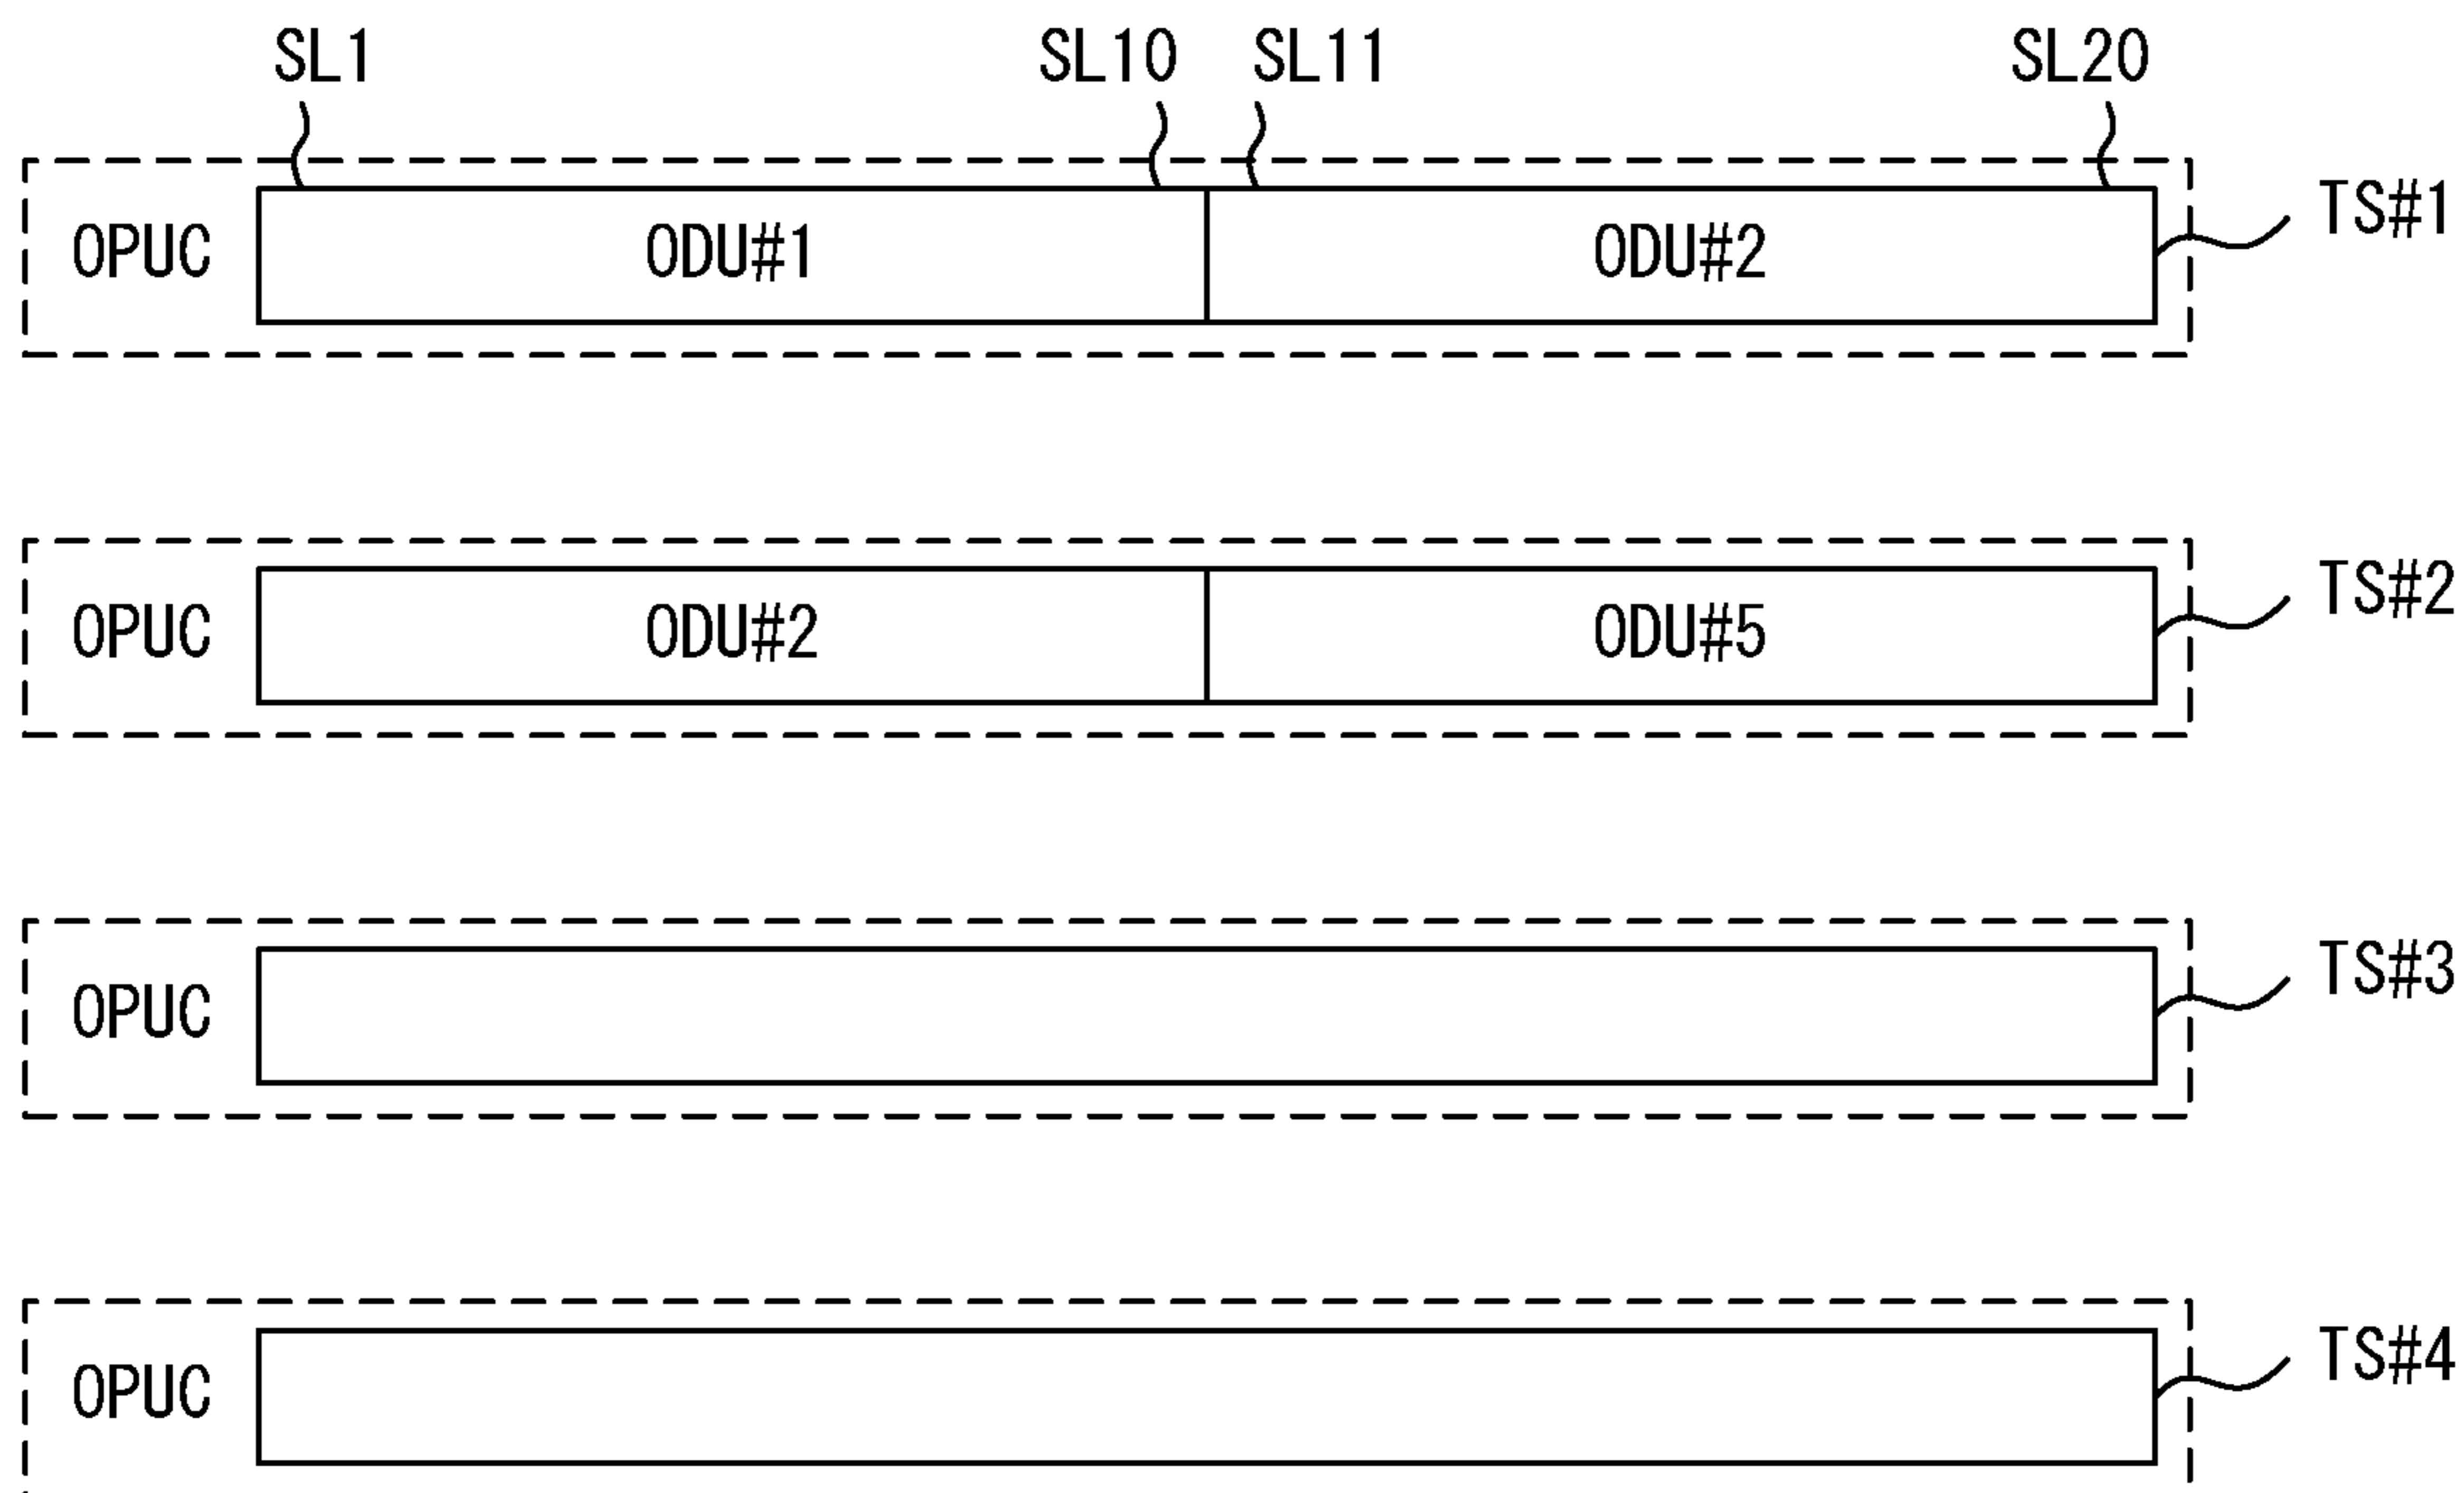 SL1 SL10 SL11 SL20
OPUC ODU#1 ODU#2 TS#1
OPUC ODU#2 ODU#5 TS#2
OPUC TS#3
OPUC TS#4